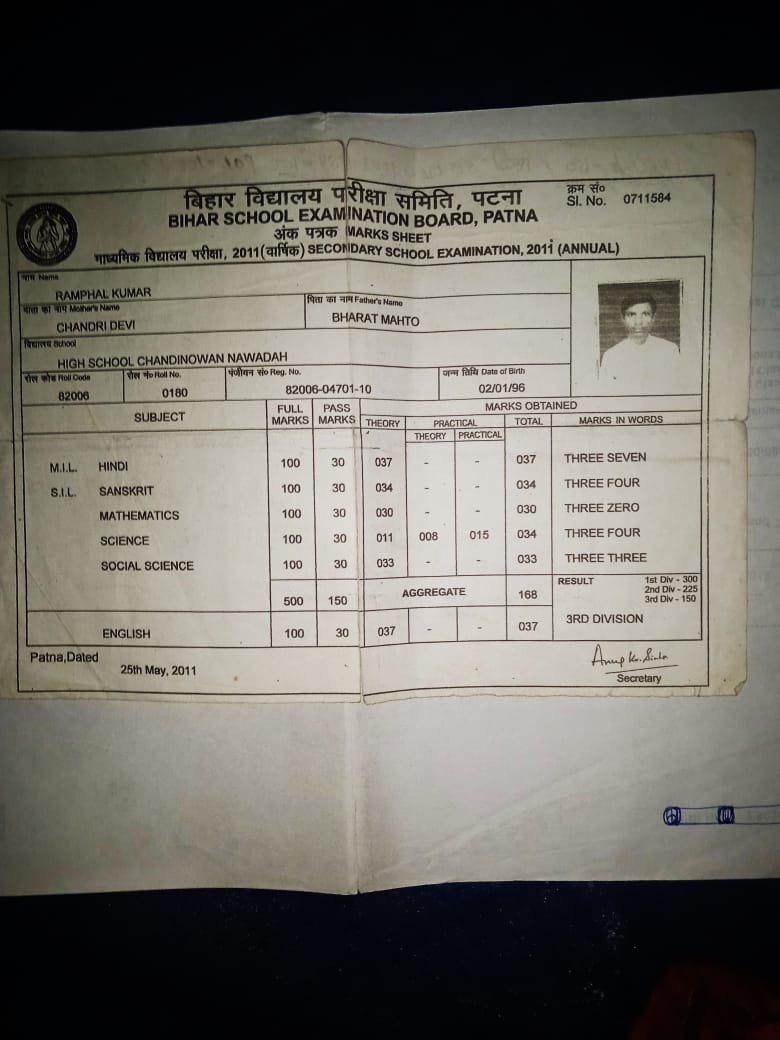 बिहार विद्यालय परीक्षा समिति, पटना
क्रम सं०
Sl. No. 0711584
BIHAR SCHOOL EXAMINATION BOARD, PATNA
अंक पत्रक MARKS SHEET
माध्यमिक विद्यालय परीक्षा, 2011(वार्षिक) SECONDARY SCHOOL EXAMINATION, 2011 (ANNUAL)
नाम Name
RAMPHAL KUMAR
माता का नाम Mother's Name
CHANDRI DEVI
पिता का नाम Father's Name
BHARAT MAHTO
विद्यालय School
HIGH SCHOOL CHANDINOWAN NAWADAH
रोल कोड Roll Code
82006
रोल नं० Roll No.
0180
पंजीयन सं० Reg. No.
82006-04701-10
जन्म तिथि Date of Birth
02/01/96
SUBJECT FULL MARKS PASS MARKS MARKS OBTAINED
THEORY PRACTICAL TOTAL MARKS IN WORDS
THEORY PRACTICAL
M.I.L. HINDI 100 30 037 - - 037 THREE SEVEN
S.I.L. SANSKRIT 100 30 034 - - 034 THREE FOUR
MATHEMATICS 100 30 030 - - 030 THREE ZERO
SCIENCE 100 30 011 008 015 034 THREE FOUR
SOCIAL SCIENCE 100 30 033 - - 033 THREE THREE
500 150 AGGREGATE 168
RESULT 1st Div - 300
2nd Div - 225
3rd Div - 150
3RD DIVISION
ENGLISH 100 30 037 - - 037
Patna,Dated
25th May, 2011
Anup Kr. Sinha
Secretary